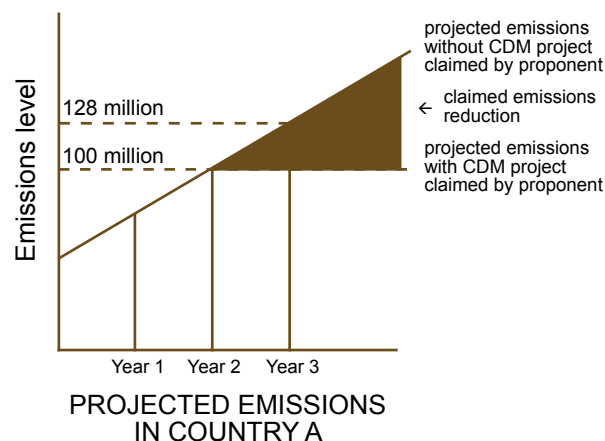 projected emissions
without CDM project
claimed by proponent
← claimed emissions
reduction
128 million
100 million
projected emissions
with CDM project
claimed by proponent
Emissions level
Year 1
Year 2
Year 3
PROJECTED EMISSIONS
IN COUNTRY A